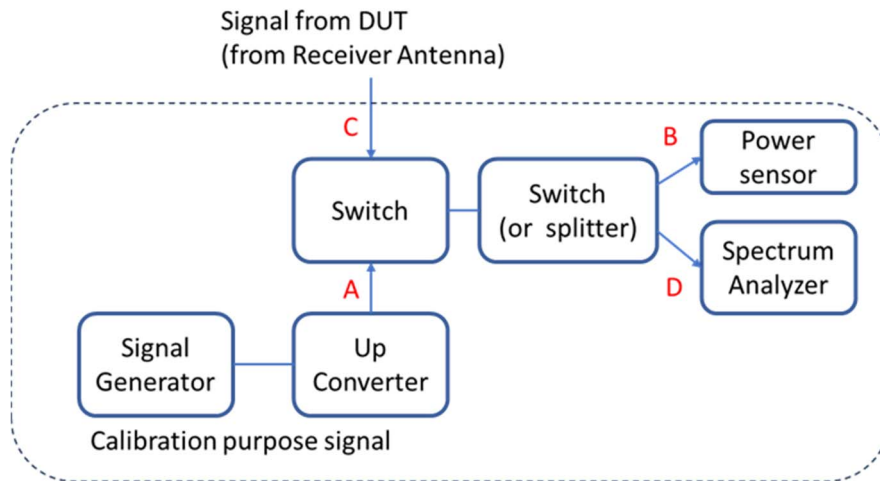 Signal from DUT
(from Receiver Antenna)
C
B
Power
sensor
Switch
Switch
(or splitter)
A
D
Spectrum
Analyzer
Signal
Generator
Up
Converter
Calibration purpose signal